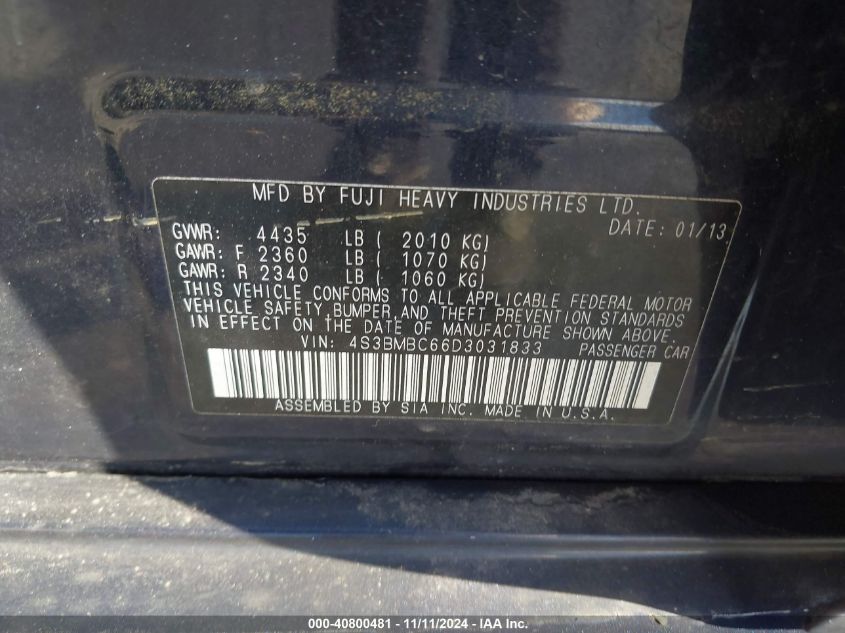 MFD BY FUJI HEAVY INDUSTRIES LTD.
DATE: 01/13
GVWR: 4435 LB ( 2010 KG)
GAWR: F 2360 LB ( 1070 KG)
GAWR: R 2340 LB ( 1060 KG)
THIS VEHICLE CONFORMS TO ALL APPLICABLE FEDERAL MOTOR
VEHICLE SAFETY, BUMPER, AND THEFT PREVENTION STANDARDS
IN EFFECT ON THE DATE OF MANUFACTURE SHOWN ABOVE.
VIN: 4S3BMBC66D3031833 PASSENGER CAR
ASSEMBLED BY SIA INC. MADE IN U.S.A.
000-40800481 - 11/11/2024 - IAA Inc.